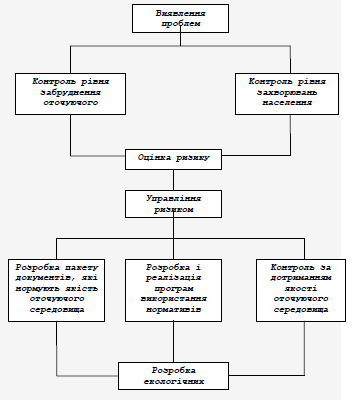 Виявлення
проблем
Контроль рівня
забруднення
оточуючого
Контроль рівня
захворювань
населення
Оцінка ризику
Управління
ризиком
Розробка пакету
документів, які
нормують якість
оточуючого
середовища
Розробка і
реалізація
програм
використання
нормативів
Контроль за
дотриманням
якості
оточуючого
середовища
Розробка
екологічних